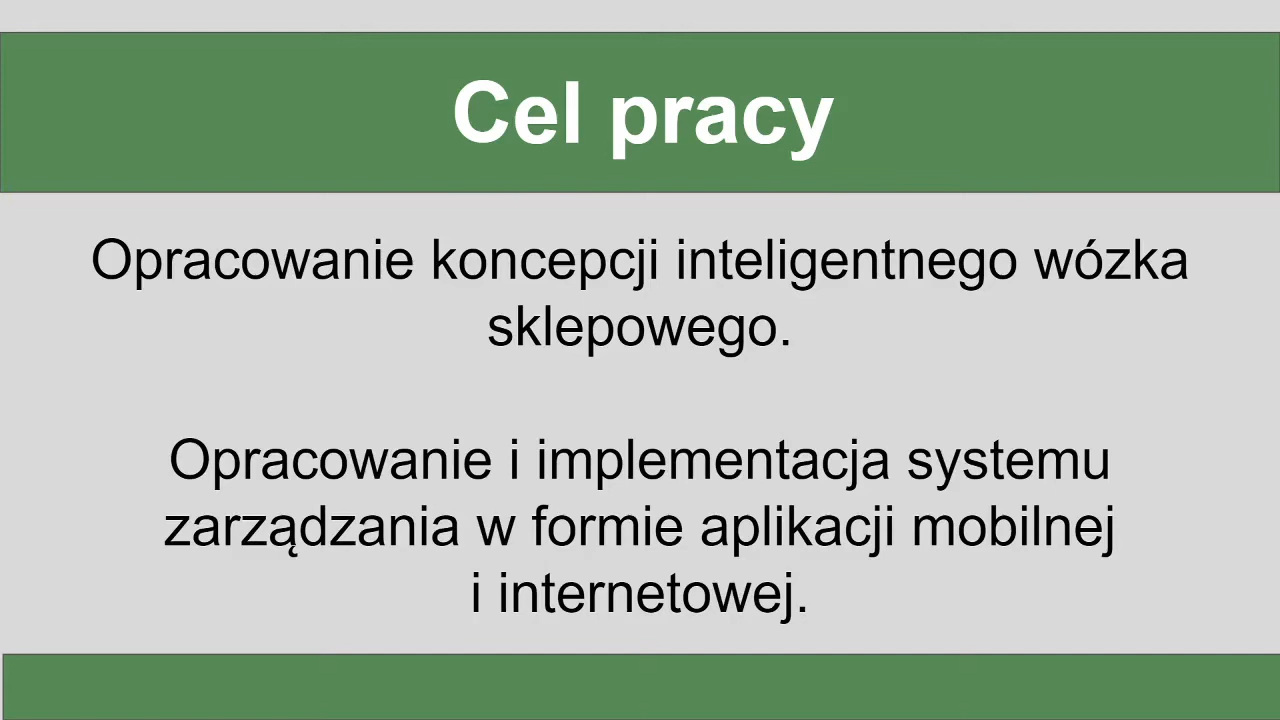 Cel pracy
Opracowanie koncepcji inteligentnego wózka
sklepowego.
Opracowanie i implementacja systemu
zarządzania w formie aplikacji mobilnej
i internetowej.